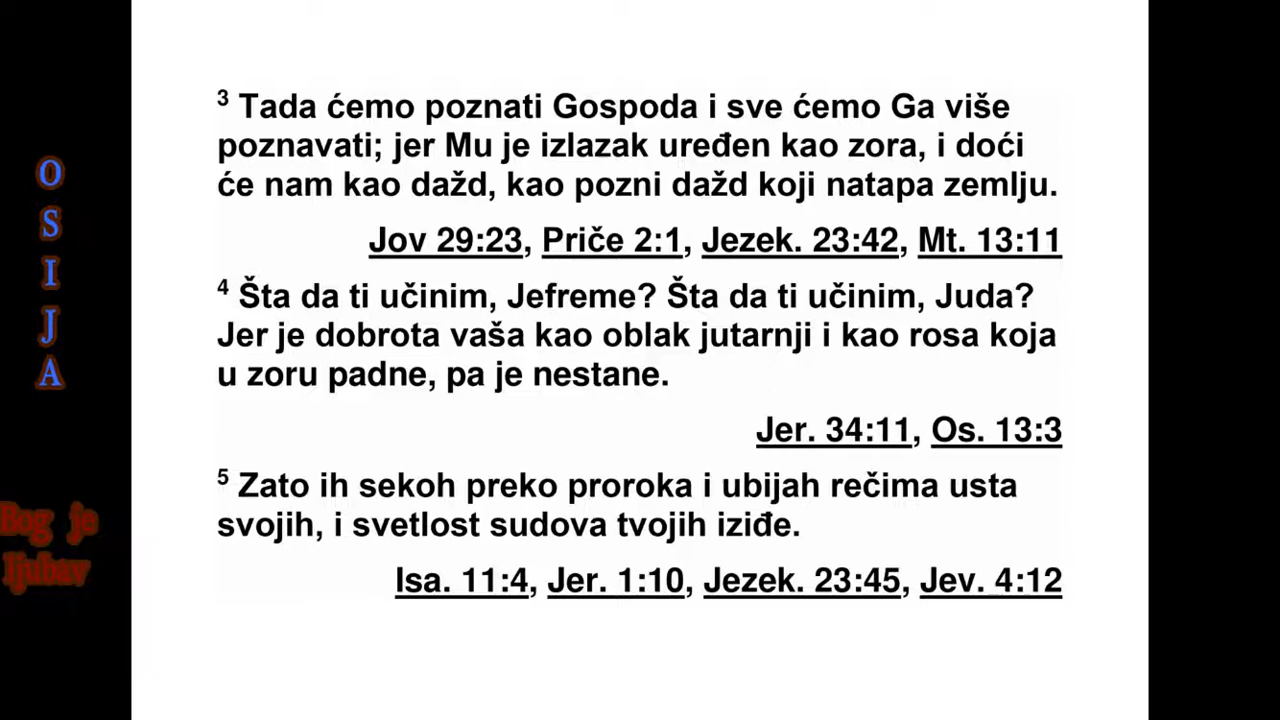 O
S
I
J
A
Bog je
ljubav
3 Tada ćemo poznati Gospoda i sve ćemo Ga više
poznavati; jer Mu je izlazak uređen kao zora, i doći
će nam kao dažd, kao pozni dažd koji natapa zemlju.
Jov 29:23, Priče 2:1, Jezek. 23:42, Mt. 13:11
4 Šta da ti učinim, Jefreme? Šta da ti učinim, Juda?
Jer je dobrota vaša kao oblak jutarnji i kao rosa koja
u zoru padne, pa je nestane.
Jer. 34:11, Os. 13:3
5 Zato ih sekoh preko proroka i ubijah rečima usta
svojih, i svetlost sudova tvojih iziđe.
Isa. 11:4, Jer. 1:10, Jezek. 23:45, Jev. 4:12